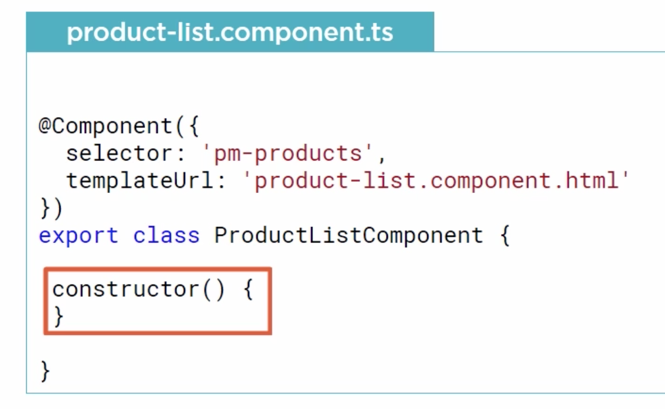 product-list.component.ts
@Component({
  selector: 'pm-products',
  templateUrl: 'product-list.component.html'
})
export class ProductListComponent {
constructor() {
}
}